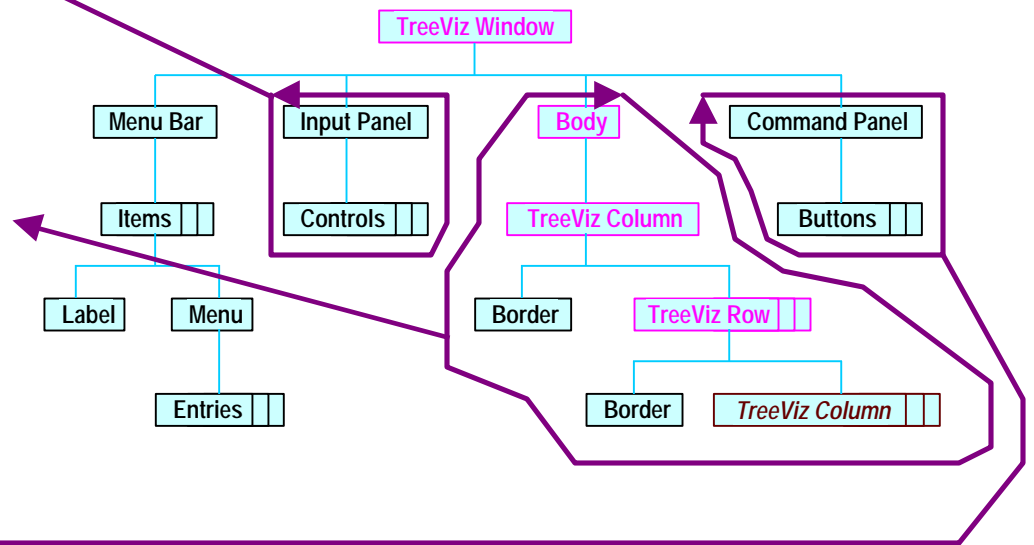 TreeViz Window
Menu Bar
Input Panel
Body
Command Panel
Items
Controls
TreeViz Column
Buttons
Label
Menu
Border
TreeViz Row
Entries
Border
TreeViz Column